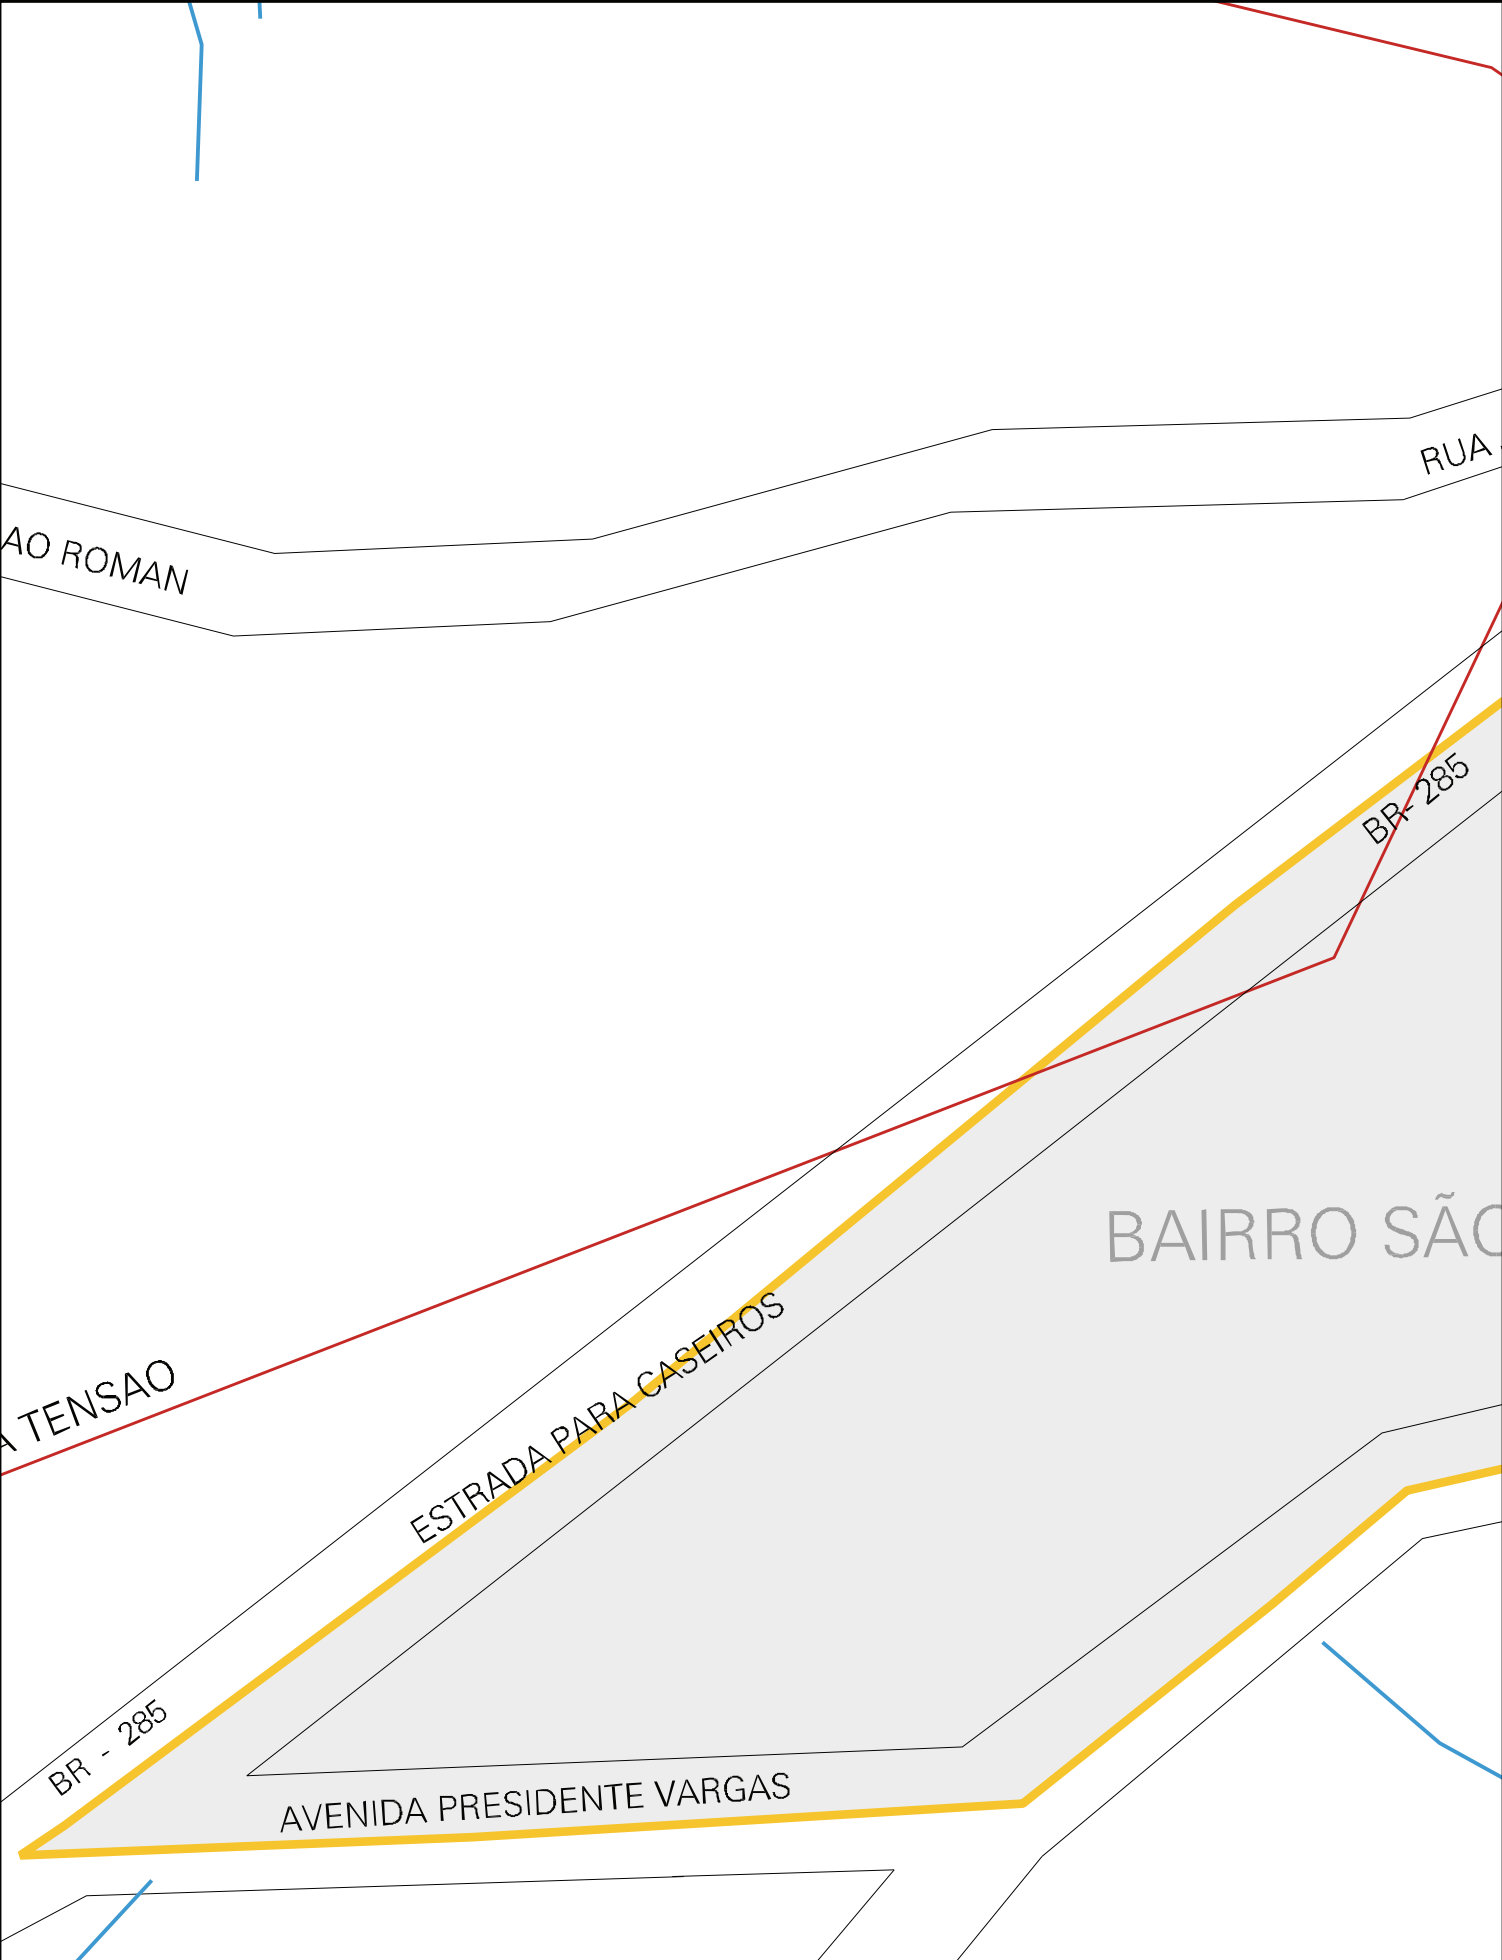 RUA
AO ROMAN
BR- 285
BAIRRO SÃO
ESTRADA PARA CASEIROS
A TENSAO
BR - 285
AVENIDA PRESIDENTE VARGAS